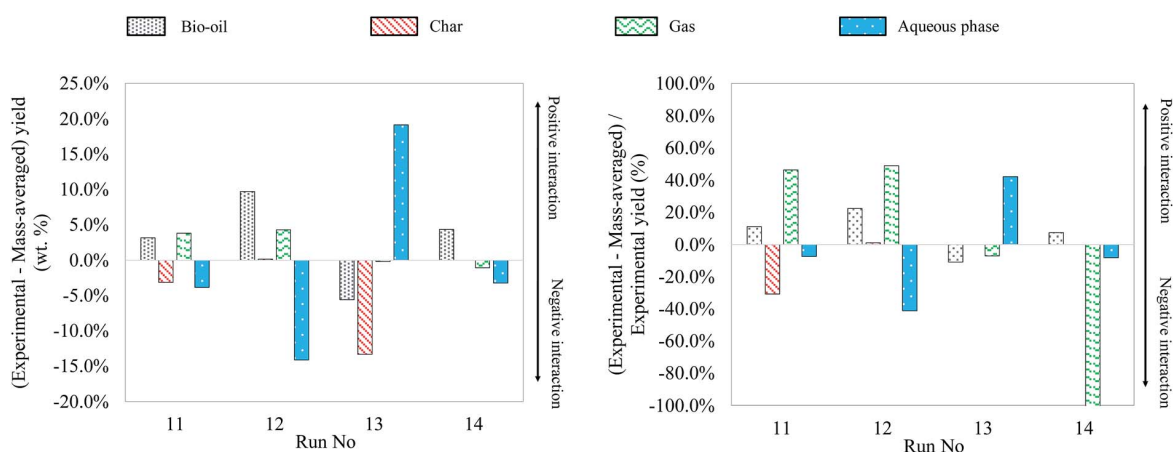 Bio-oil
Char
Gas
Aqueous phase
(Experimental - Mass-averaged) yield
(wt. %)
25.0%
20.0%
15.0%
10.0%
5.0%
0.0%
-5.0%
-10.0%
-15.0%
-20.0%
11
12
13
14
Run No
Positive interaction
Negative interaction
(Experimental - Mass-averaged) /
Experimental yield (%)
100.0%
80.0%
60.0%
40.0%
20.0%
0.0%
-20.0%
-40.0%
-60.0%
-80.0%
-100.0%
11
12
13
14
Run No
Positive interaction
Negative interaction